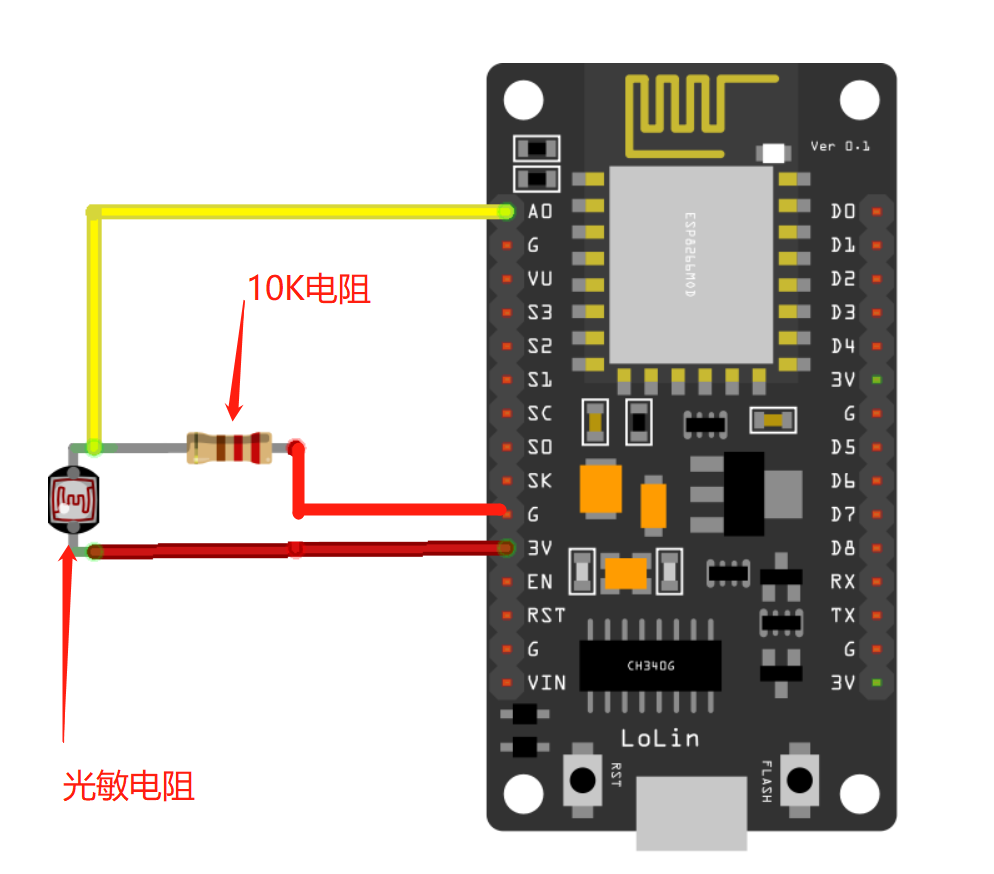 Ver 0.1
A0
G
VU
S3
S2
S1
SC
S0
SK
G
3V
EN
RST
G
VIN
D0
D1
D2
D3
D4
3V
G
D5
D6
D7
D8
RX
TX
G
3V
ESP8266MOD
10K电阻
光敏电阻
CH340G
LoLin
RST
FLASH